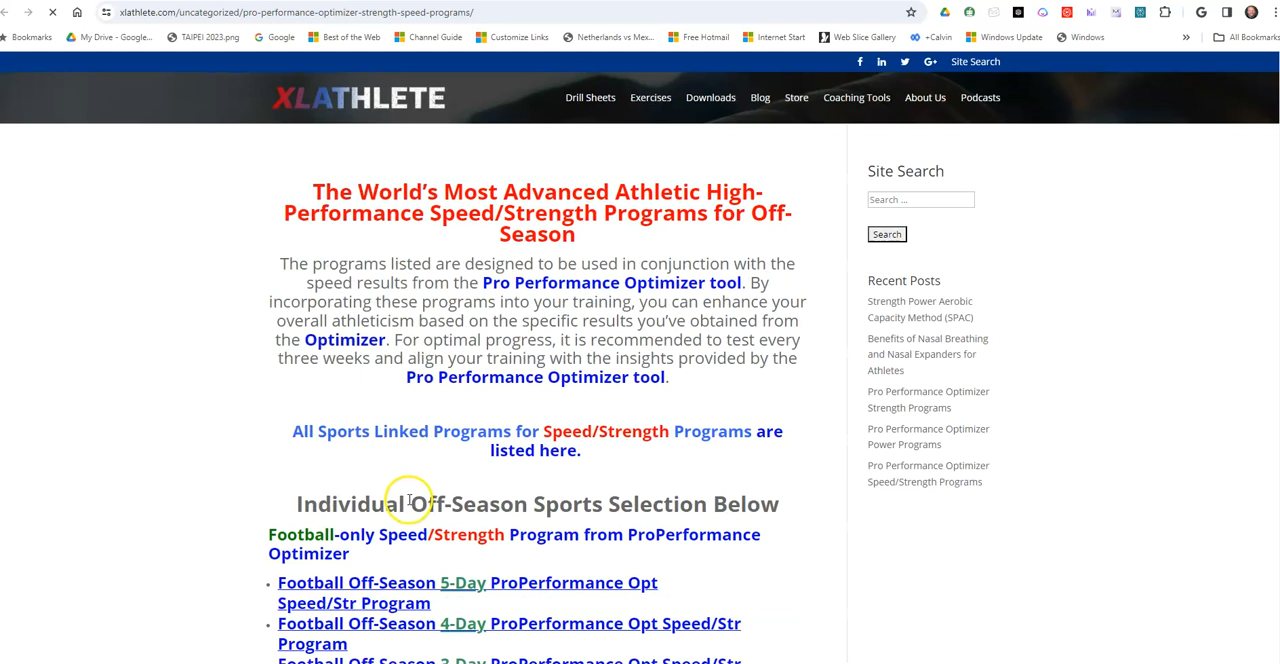 xlathlete.com/uncategorized/pro-performance-optimizer-strength-speed-programs/
Bookmarks My Drive - Google... TAIPEI 2023.png Google Best of the Web Channel Guide Customize Links Netherlands vs Mex... Free Hotmail Internet Start Web Slice Gallery +Calvin Windows Update Windows » All Bookmarks
Site Search
XLATHLETE
Drill Sheets Exercises Downloads Blog Store Coaching Tools About Us Podcasts
The World's Most Advanced Athletic High-
Performance Speed/Strength Programs for Off-
Season
The programs listed are designed to be used in conjunction with the
speed results from the Pro Performance Optimizer tool. By
incorporating these programs into your training, you can enhance your
overall athleticism based on the specific results you've obtained from
the Optimizer. For optimal progress, it is recommended to test every
three weeks and align your training with the insights provided by the
Pro Performance Optimizer tool.
All Sports Linked Programs for Speed/Strength Programs are
listed here.
Individual Off-Season Sports Selection Below
Football-only Speed/Strength Program from ProPerformance
Optimizer
• Football Off-Season 5-Day ProPerformance Opt
Speed/Str Program
• Football Off-Season 4-Day ProPerformance Opt Speed/Str
Program
Football Off-Season 3-Day ProPerformance Opt Speed/Str
Site Search
Search ...
Search
Recent Posts
Strength Power Aerobic
Capacity Method (SPAC)
Benefits of Nasal Breathing
and Nasal Expanders for
Athletes
Pro Performance Optimizer
Strength Programs
Pro Performance Optimizer
Power Programs
Pro Performance Optimizer
Speed/Strength Programs